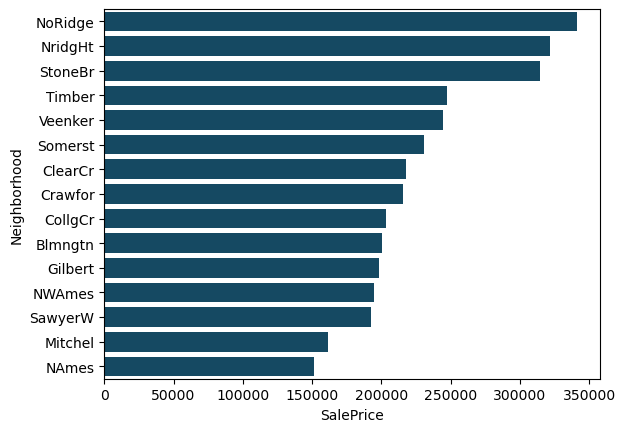 Neighborhood
NoRidge
NridgHt
StoneBr
Timber
Veenker
Somerst
ClearCr
Crawfor
CollgCr
Blmngtn
Gilbert
NWAmes
SawyerW
Mitchel
NAmes
0 50000 100000 150000 200000 250000 300000 350000
SalePrice